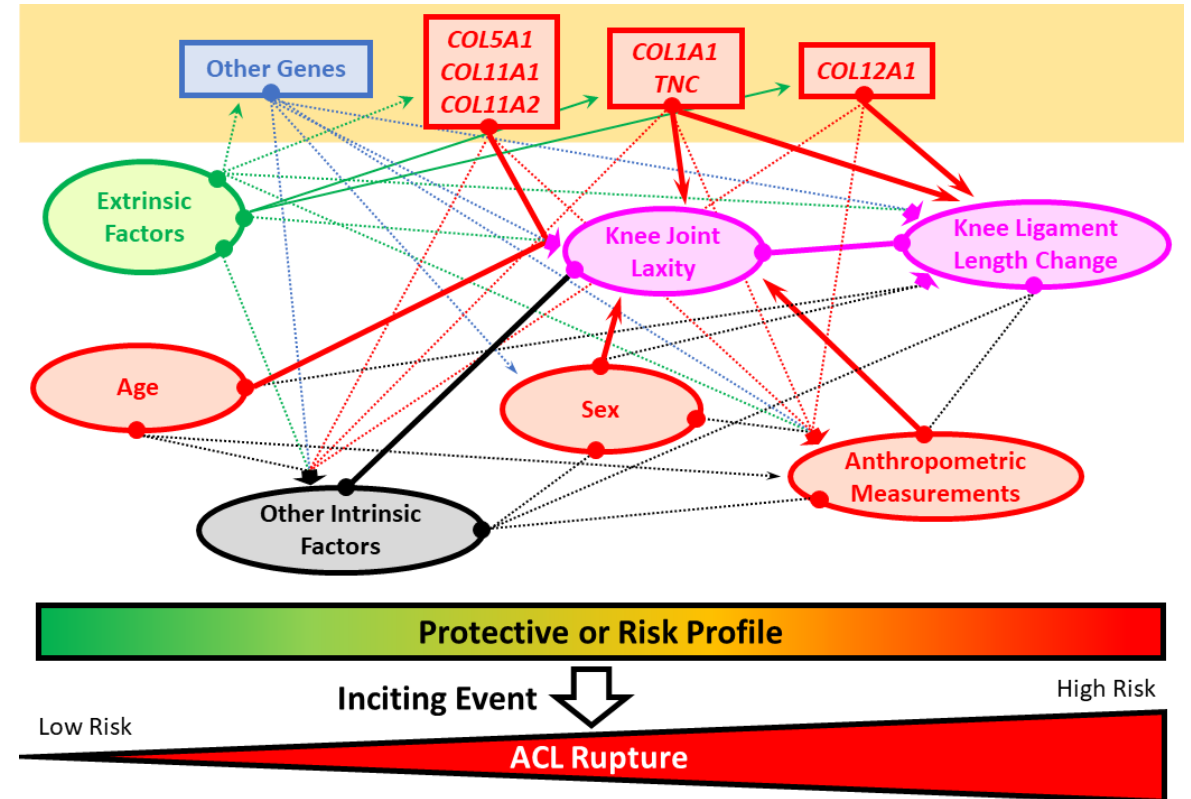 Other Genes
COL5A1
COL11A1
COL11A2
COL1A1
TNC
COL12A1
Extrinsic
Factors
Knee Joint
Laxity
Knee Ligament
Length Change
Age
Sex
Anthropometric
Measurements
Other Intrinsic
Factors
Protective or Risk Profile
Inciting Event
High Risk
Low Risk
ACL Rupture